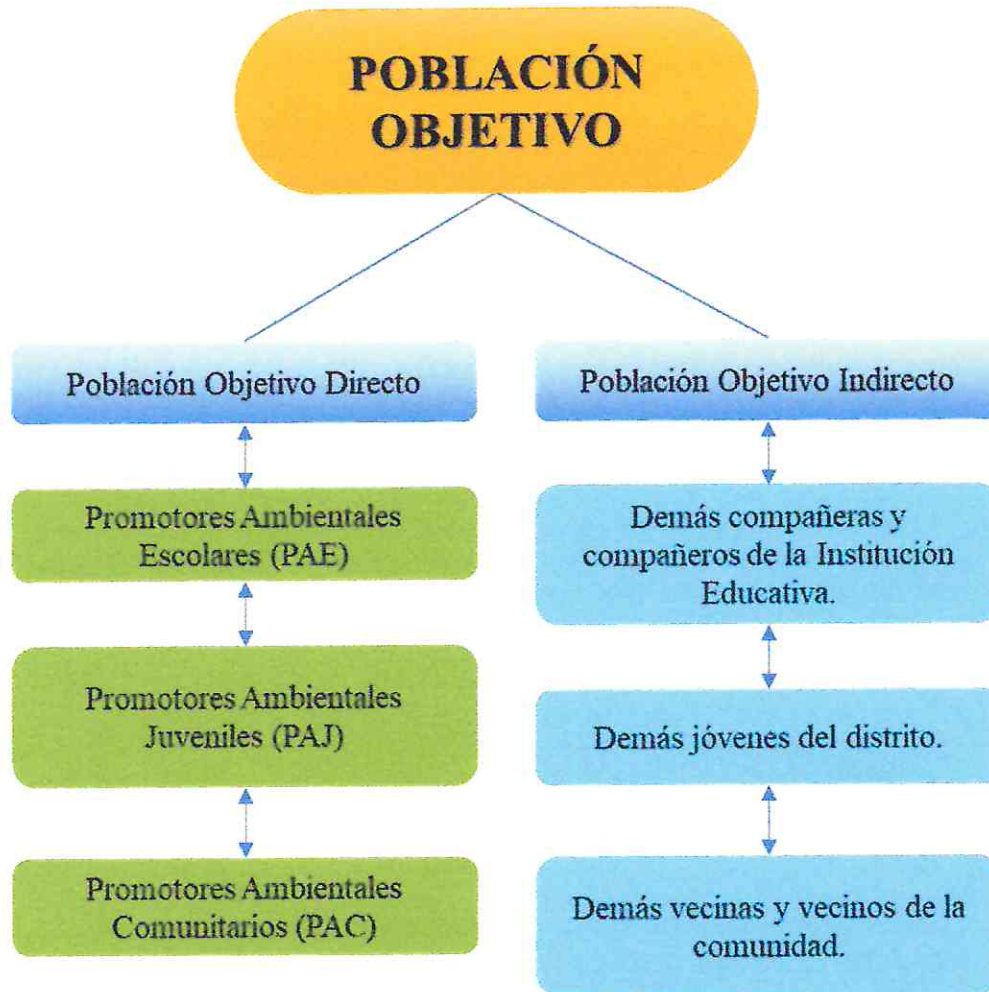 POBLACIÓN
OBJETIVO
Población Objetivo Directo
Promotores Ambientales
Escolares (PAE)
Promotores Ambientales
Juveniles (PAJ)
Promotores Ambientales
Comunitarios (PAC)
Población Objetivo Indirecto
Demás compañeras y
compañeros de la Institución
Educativa.
Demás jóvenes del distrito.
Demás vecinas y vecinos de la
comunidad.